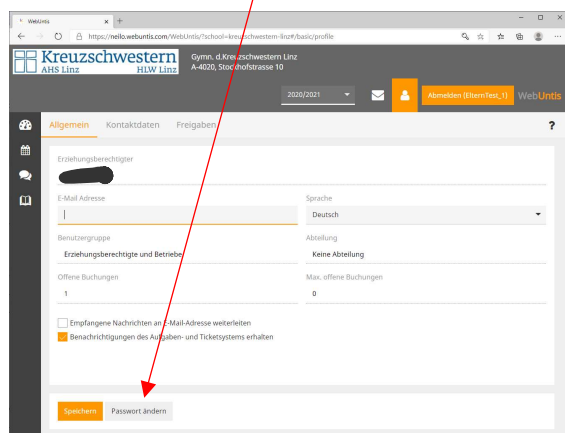 WebUntis
https://neilo.webuntis.com/WebUntis/?school=kreuzschwestern-linz#/basic/profile
Kreuzschwestern
AHS Linz HLW Linz
Gymn. d.Kreuzschwestern Linz
A-4020, Stockhofstrasse 10
2020/2021
Abmelden (ElternTest_1)
WebUntis
Allgemein Kontaktdaten Freigaben ?
Erziehungsberechtigter
E-Mail Adresse Sprache
Deutsch
Benutzergruppe Abteilung
Erziehungsberechtigte und Betriebe Keine Abteilung
Offene Buchungen Max. offene Buchungen
1 0
Empfangene Nachrichten an E-Mail-Adresse weiterleiten
Benachrichtigungen des Aufgaben- und Ticketsystems erhalten
Speichern Passwort ändern